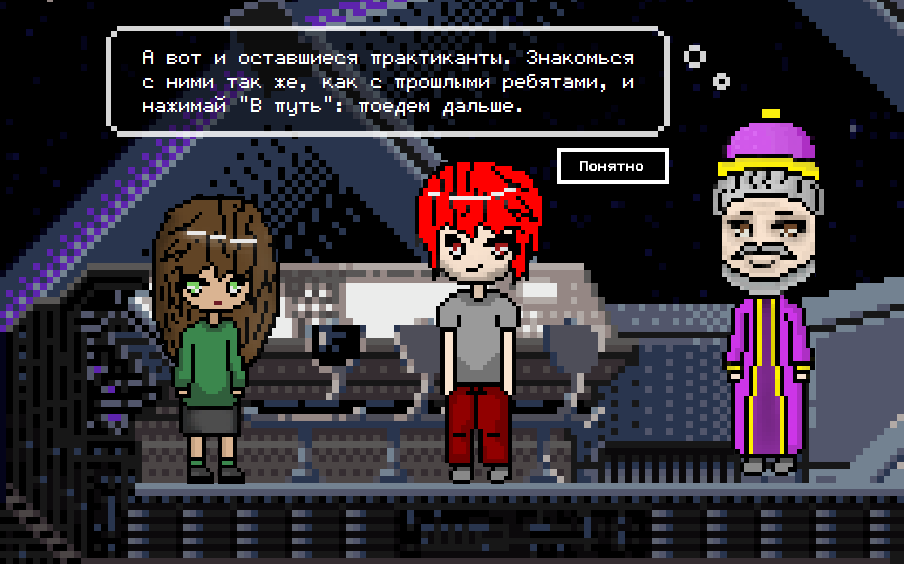 А вот и оставшиеся практиканты. Знакомься
с ними так же, как с прошлыми ребятами, и
нажимай "В путь": поедем дальше.
Понятно